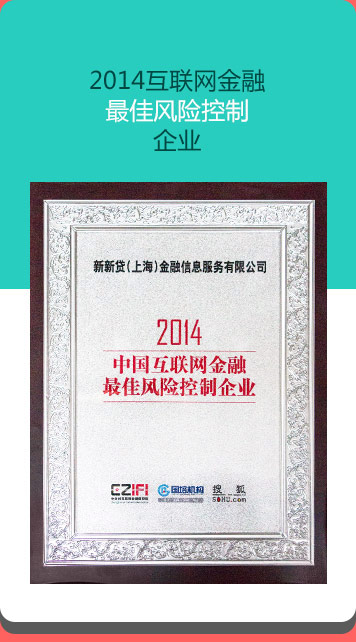 2014互联网金融
最佳风险控制
企业
新新贷(上海)金融信息服务有限公司
2014
中国互联网金融
最佳风险控制企业
EZIFI
国培机构
搜狐
SOHU.com